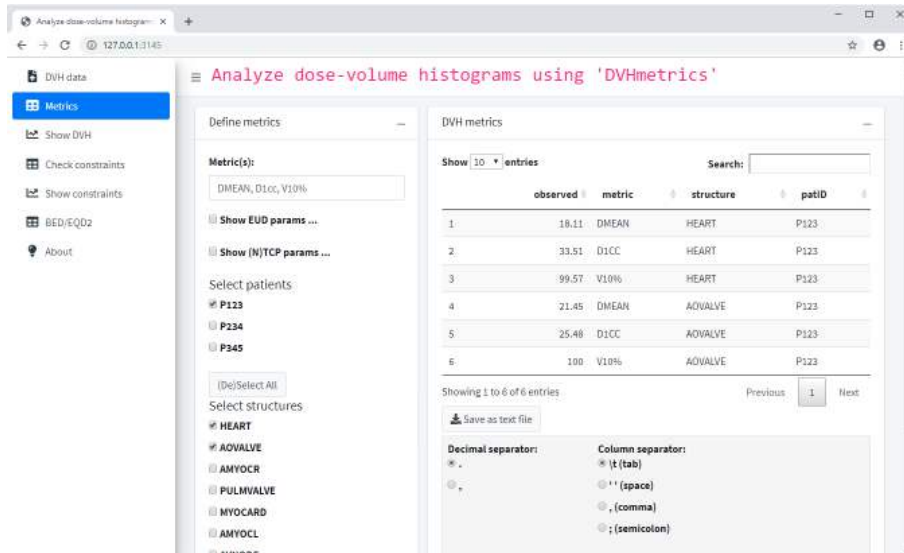 Analyze dose-volume histogram
127.0.0.1:3145
DVH data
Metrics
Show DVH
Check constraints
Show constraints
BED/EQD2
About
Analyze dose-volume histograms using 'DVHmetrics'
Define metrics
Metric(s):
DMEAN, D1cc, V10%
Show EUD params ...
Show (N)TCP params ...
Select patients
P123
P234
P345
(De)Select All
Select structures
HEART
AOVALVE
AMYOCR
PULMVALVE
MYOCARD
AMYOCL
DVH metrics
Show 10 entries
Search:
observed metric structure patID
1 18.11 DMEAN HEART P123
2 33.51 D1CC HEART P123
3 99.57 V10% HEART P123
4 21.45 DMEAN AOVALVE P123
5 25.48 D1CC AOVALVE P123
6 100 V10% AOVALVE P123
Showing 1 to 6 of 6 entries
Previous 1 Next
Save as text file
Decimal separator:
.
,
Column separator:
\t (tab)
' ' (space)
, (comma)
; (semicolon)